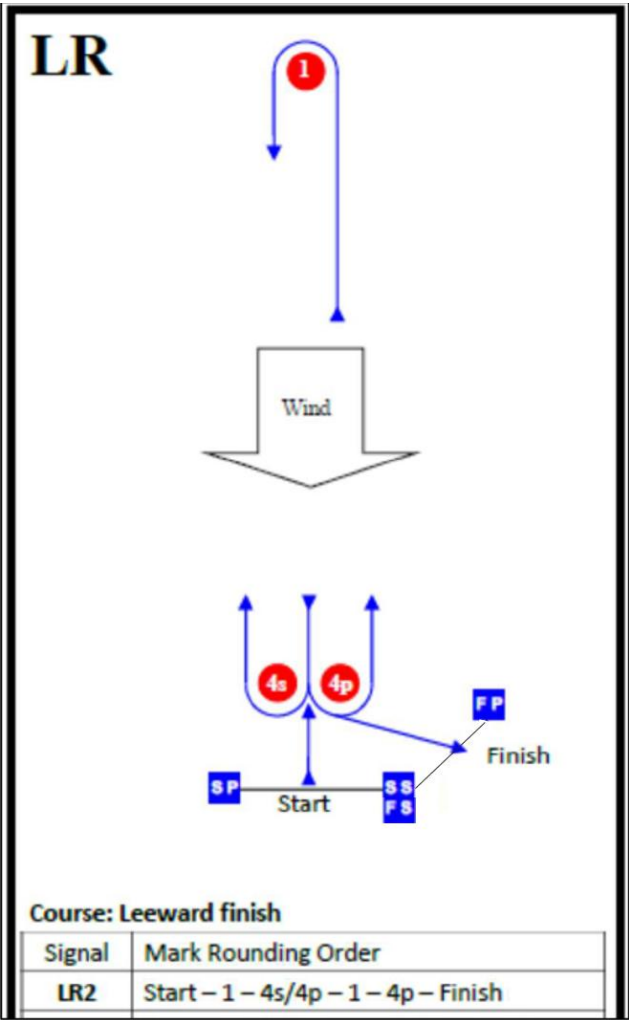 LR
1
Wind
4s 4p
F P
Finish
S P
S S
Start
F S
Course: Leeward finish
Signal Mark Rounding Order
LR2 Start – 1 – 4s/4p – 1 – 4p – Finish